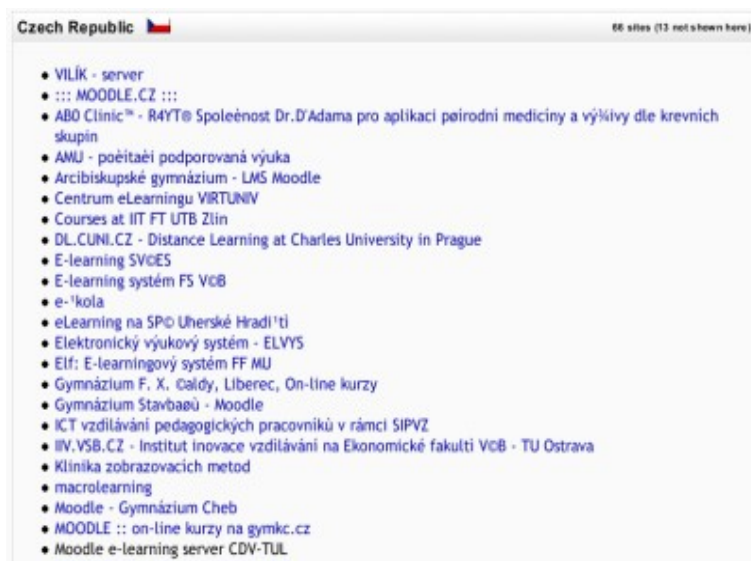 Czech Republic
66 sites (13 not shown here)
VILÍK - server
::: MOODLE.CZ :::
AB0 Clinic™ - R4YT® Spoleènost Dr.D'Adama pro aplikaci pøirodní medicíny a vý¾ivy dle krevních
skupin
AMU - poèítaèi podporovaná výuka
Arcibiskupské gymnázium - LMS Moodle
Centrum eLearningu VIRTUNIV
Courses at IIT FT UTB Zlin
DL.CUNI.CZ - Distance Learning at Charles University in Prague
E-learning SV©ES
E-learning systém FS V©B
e-¹kola
eLearning na SP© Uherské Hradi¹ti
Elektronický výukový systém - ELVYS
Elf: E-learningový systém FF MU
Gymnázium F. X. ©aldy, Liberec, On-line kurzy
Gymnázium Stavbaøù - Moodle
ICT vzdilávání pedagogických pracovníkù v rámci SIPVZ
IIV.VSB.CZ - Institut inovace vzdilávání na Ekonomické fakulti V©B - TU Ostrava
Klinika zobrazovacích metod
macrolearning
Moodle - Gymnázium Cheb
MOODLE :: on-line kurzy na gymkc.cz
Moodle e-learning server CDV-TUL